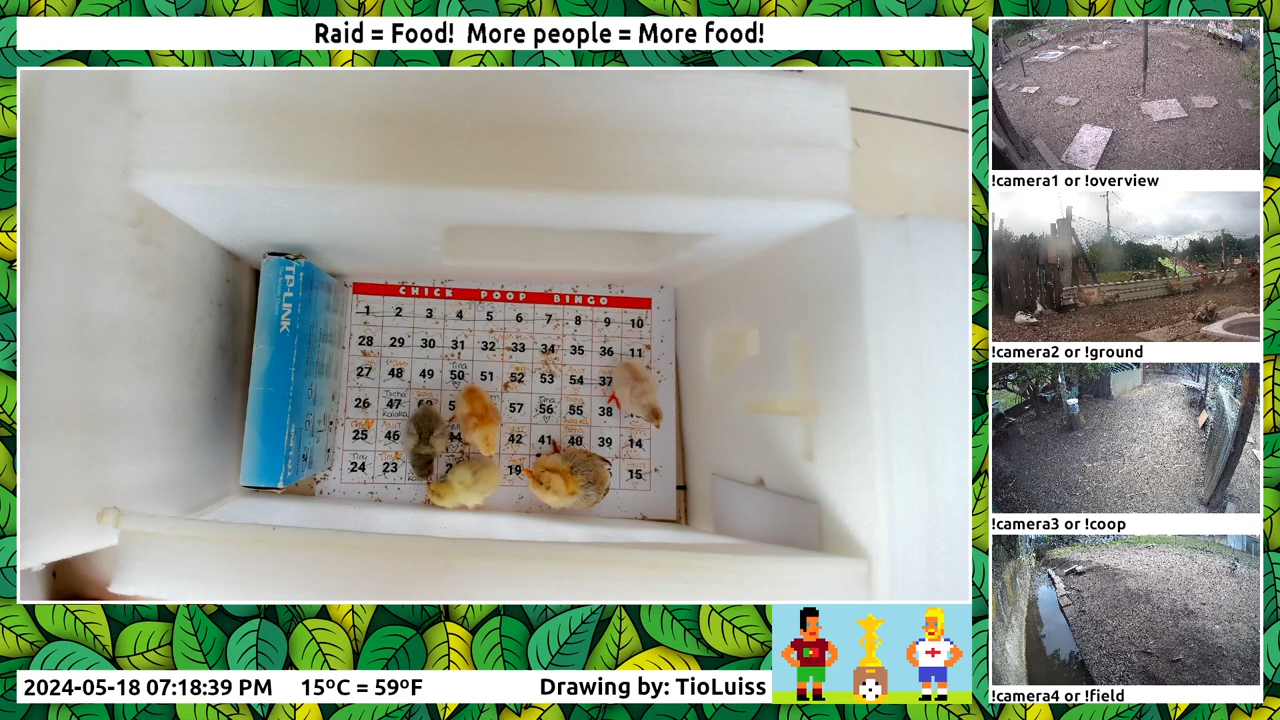 Raid = Food! More people = More food!
TP-LINK
CHICK POOP BINGO
1 2 3 4 5 6 7 8 9 10
28 29 30 31 32 33 34 35 36 11
Tina
27 48 49 50 51 52 53 54 37
Tina
26 47 57 56 55 38
Kalaka
25 46 42 41 40 39 14
Tiny
24 23 19 15
!camera1 or !overview
!camera2 or !ground
!camera3 or !coop
!camera4 or !field
2024-05-18 07:18:39 PM 15ºC = 59ºF Drawing by: TioLuiss